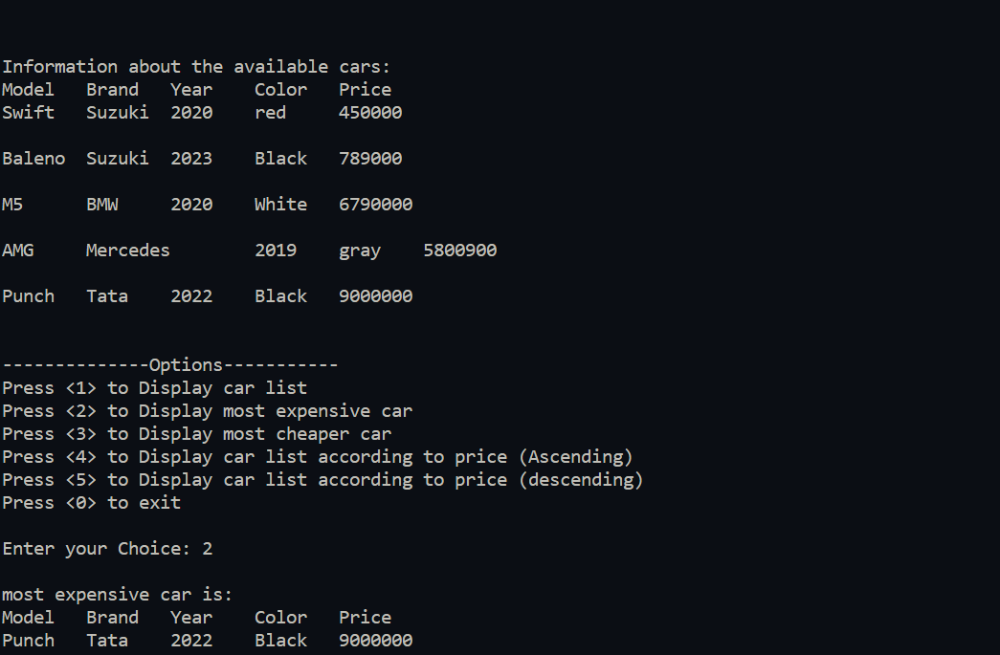 Information about the available cars:
Model   Brand   Year    Color   Price
Swift   Suzuki  2020    red     450000
Baleno  Suzuki  2023    Black   789000
M5      BMW     2020    White   6790000
AMG     Mercedes        2019    gray    5800900
Punch   Tata    2022    Black   9000000
--------------Options-----------
Press <1> to Display car list
Press <2> to Display most expensive car
Press <3> to Display most cheaper car
Press <4> to Display car list according to price (Ascending)
Press <5> to Display car list according to price (descending)
Press <0> to exit
Enter your Choice: 2
most expensive car is:
Model   Brand   Year    Color   Price
Punch   Tata    2022    Black   9000000